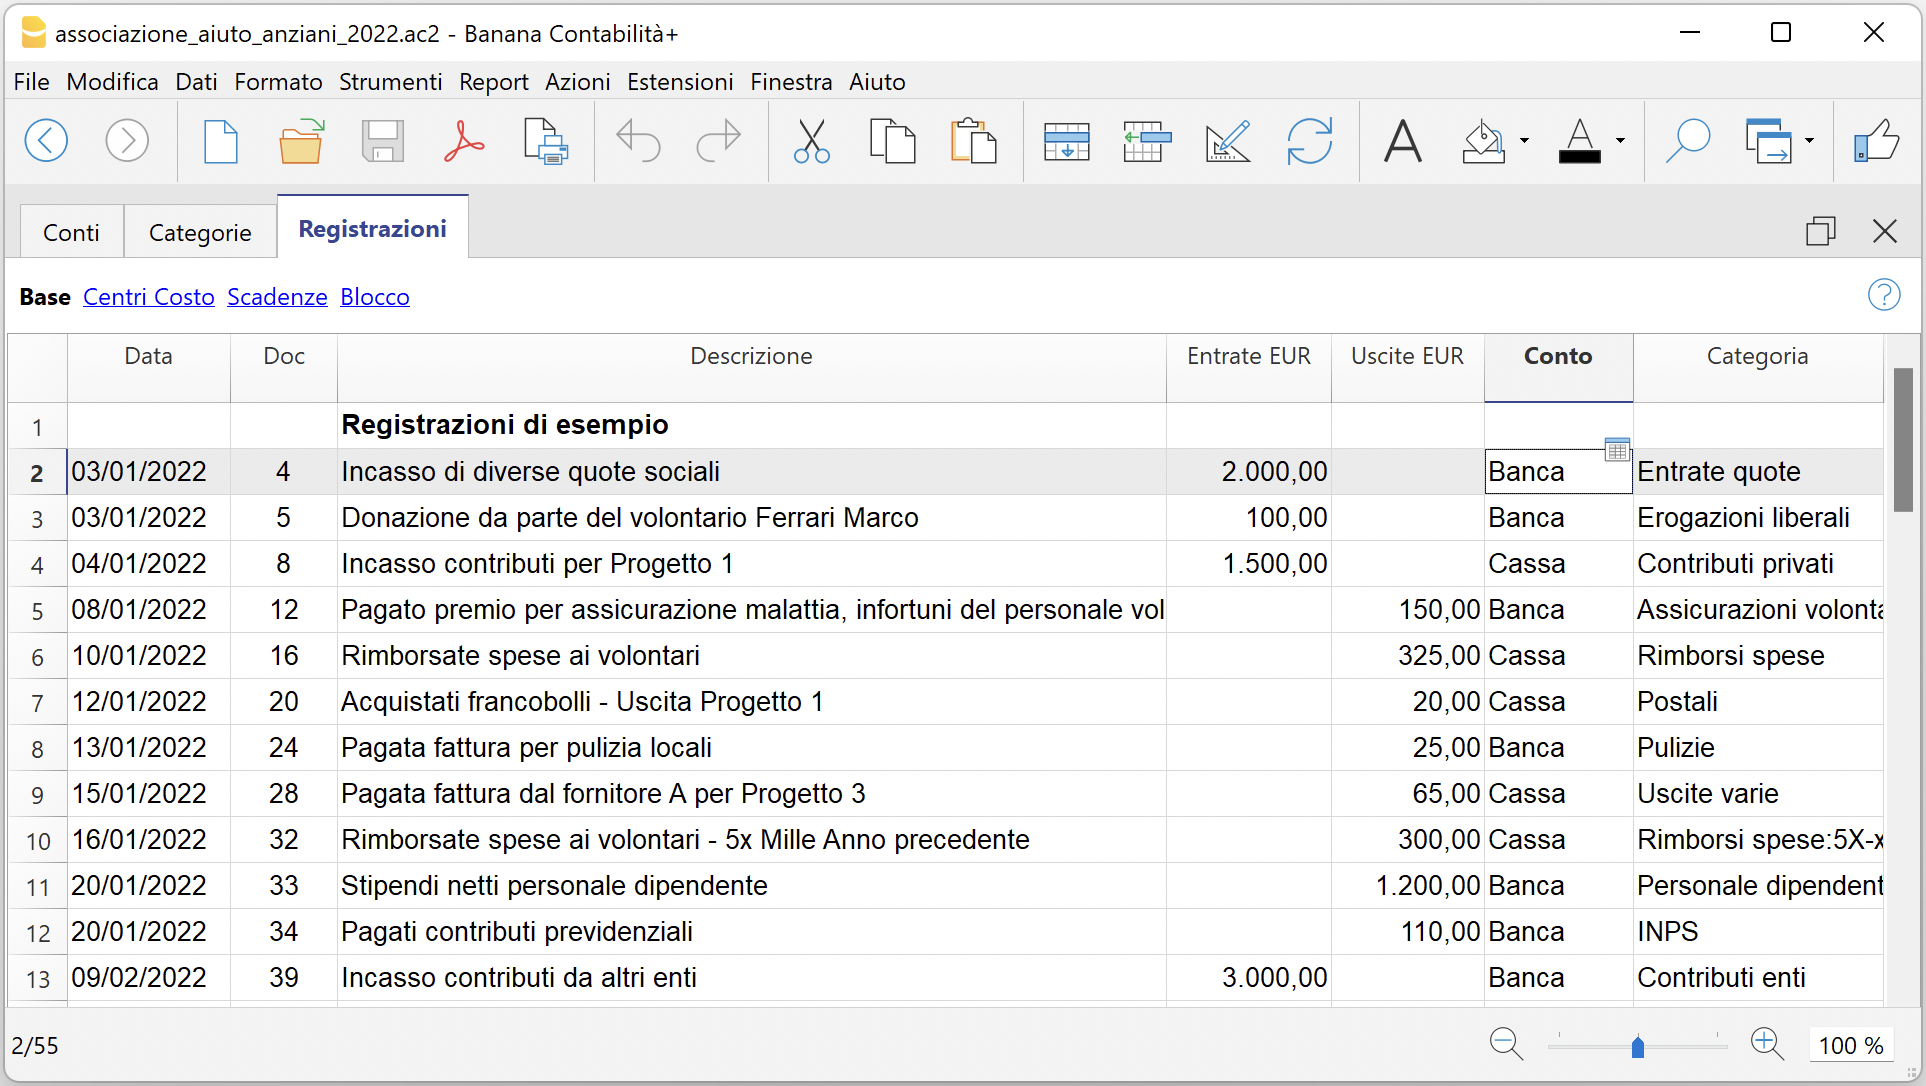 associazione_aiuto_anziani_2022.ac2 - Banana Contabilità+
File Modifica Dati Formato Strumenti Report Azioni Estensioni Finestra Aiuto
Conti Categorie Registrazioni
Base Centri Costo Scadenze Blocco
Data Doc Descrizione Entrate EUR Uscite EUR Conto Categoria
1 Registrazioni di esempio
2 03/01/2022 4 Incasso di diverse quote sociali 2.000,00 Banca Entrate quote
3 03/01/2022 5 Donazione da parte del volontario Ferrari Marco 100,00 Banca Erogazioni liberali
4 04/01/2022 8 Incasso contributi per Progetto 1 1.500,00 Cassa Contributi privati
5 08/01/2022 12 Pagato premio per assicurazione malattia, infortuni del personale vol 150,00 Banca Assicurazioni volonta
6 10/01/2022 16 Rimborsate spese ai volontari 325,00 Cassa Rimborsi spese
7 12/01/2022 20 Acquistati francobolli - Uscita Progetto 1 20,00 Cassa Postali
8 13/01/2022 24 Pagata fattura per pulizia locali 25,00 Banca Pulizie
9 15/01/2022 28 Pagata fattura dal fornitore A per Progetto 3 65,00 Cassa Uscite varie
10 16/01/2022 32 Rimborsate spese ai volontari - 5x Mille Anno precedente 300,00 Cassa Rimborsi spese:5X-x
11 20/01/2022 33 Stipendi netti personale dipendente 1.200,00 Banca Personale dipendent
12 20/01/2022 34 Pagati contributi previdenziali 110,00 Banca INPS
13 09/02/2022 39 Incasso contributi da altri enti 3.000,00 Banca Contributi enti
2/55 100 %